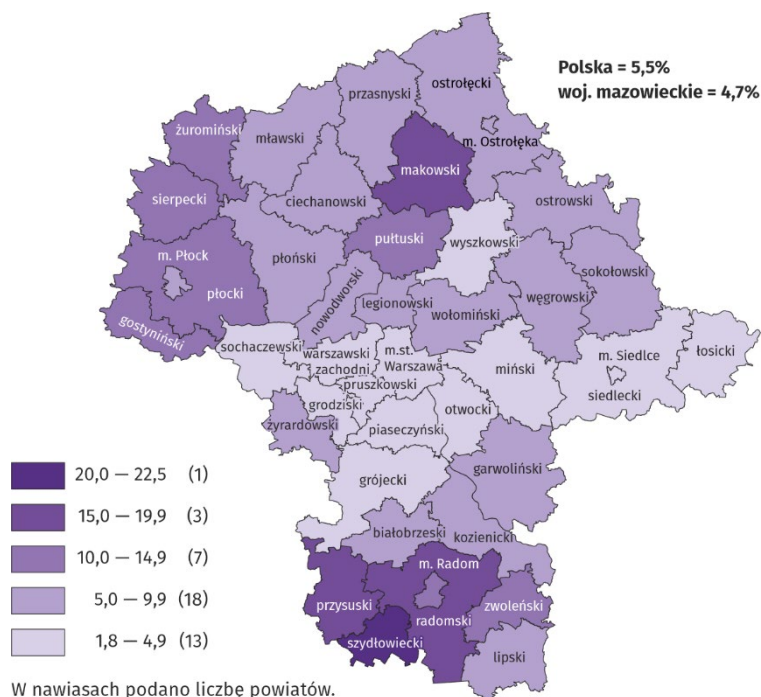 Polska = 5,5%
woj. mazowieckie = 4,7%
ostrołęcki
przasnyski
żuromiński
mławski
m. Ostrołęka
makowski
sierpecki
ciechanowski
ostrowski
pułtuski
wyszkowski
m. Płock
płoński
sokołowski
płocki
nowodworski
legionowski
węgrowski
wołomiński
gostyniński
sochaczewski
warszawski
zachodni
m.st.
Warszawa
miński
m. Siedlce
łosicki
pruszkowski
siedlecki
grodziski
otwocki
piaseczyński
żyrardowski
garwoliński
grójecki
białobrzeski
kozienicki
m. Radom
przysuski
zwoleński
radomski
szydłowiecki
lipski
20,0 — 22,5 (1)
15,0 — 19,9 (3)
10,0 — 14,9 (7)
5,0 — 9,9 (18)
1,8 — 4,9 (13)
W nawiasach podano liczbę powiatów.